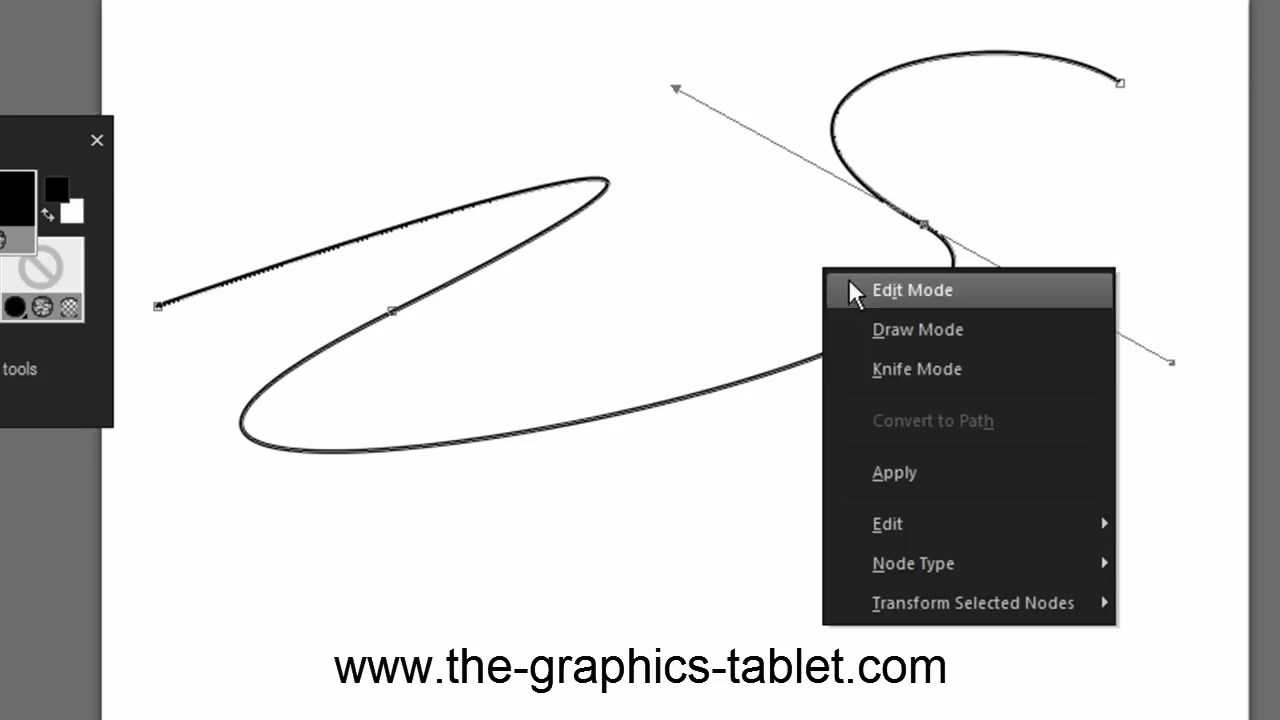 tools
Edit Mode
Draw Mode
Knife Mode
Convert to Path
Apply
Edit
Node Type
Transform Selected Nodes
www.the-graphics-tablet.com